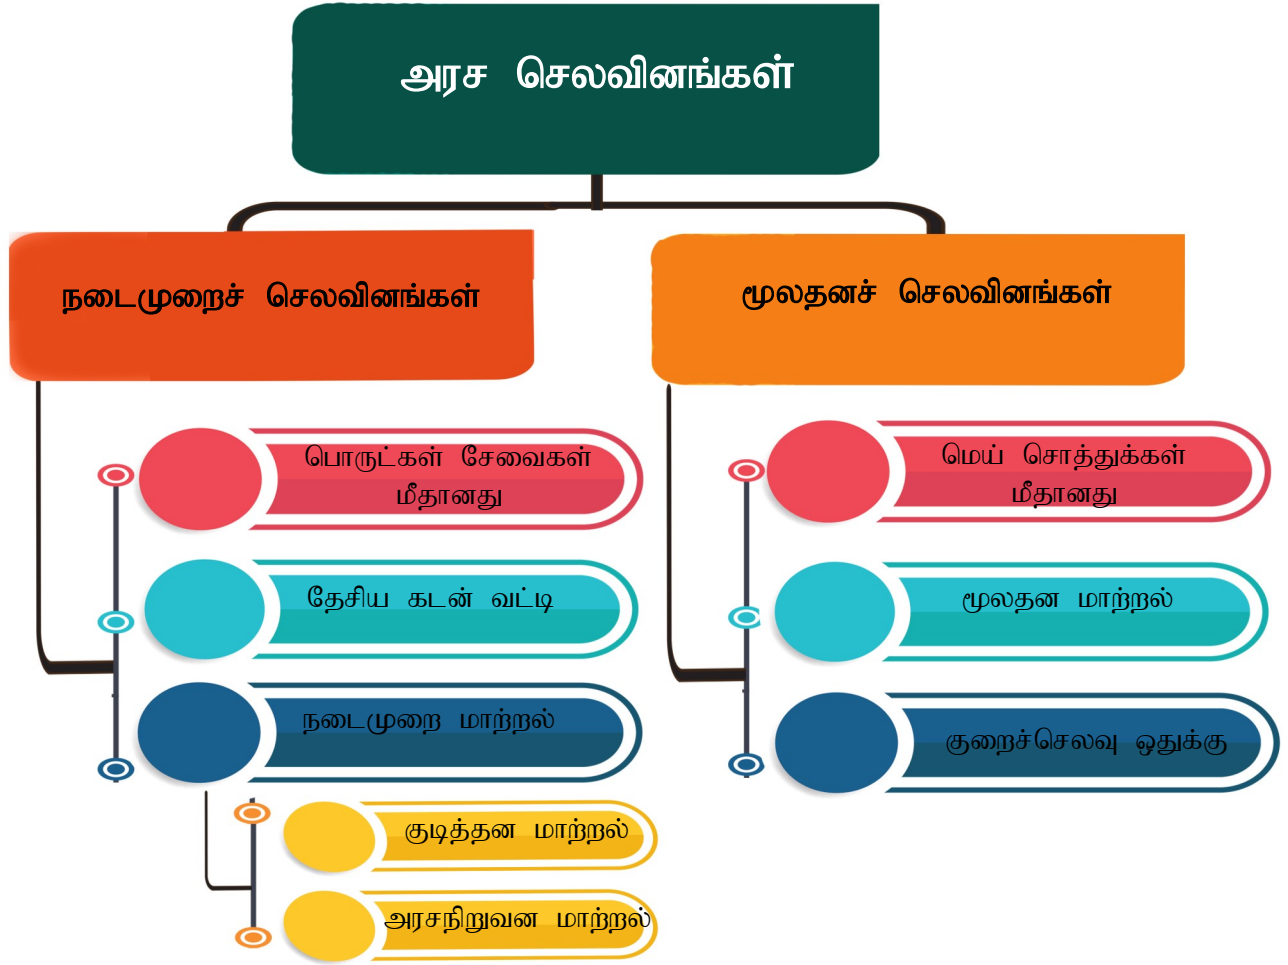 அரச செலவினங்கள்
நடைமுறைச் செலவினங்கள்
பொருட்கள் சேவைகள்
மீதானது
தேசிய கடன் வட்டி
நடைமுறை மாற்றல்
குடித்தன மாற்றல்
அரசநிறுவன மாற்றல்
மூலதனச் செலவினங்கள்
மெய் சொத்துக்கள்
மீதானது
மூலதன மாற்றல்
குறைச்செலவு ஒதுக்கு